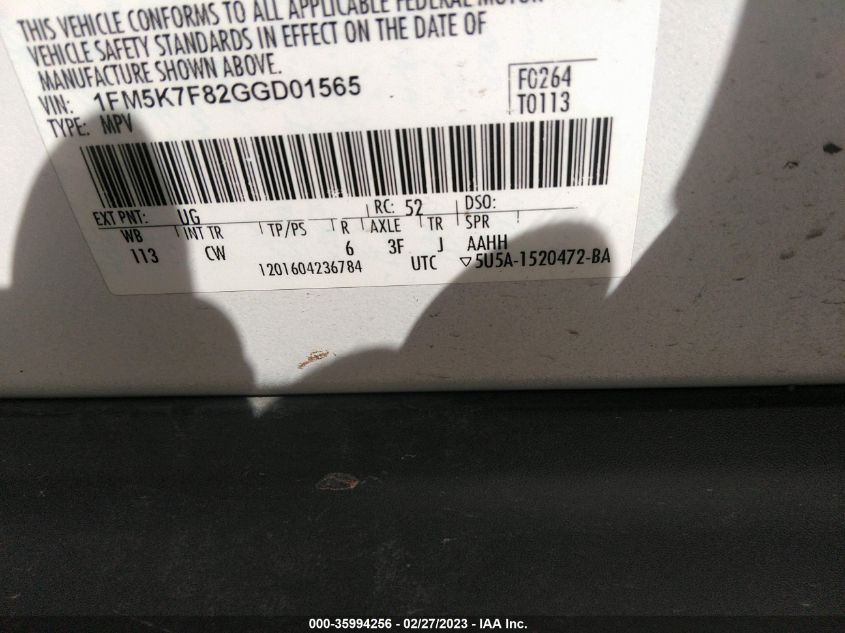 THIS VEHICLE CONFORMS TO ALL APPLICABLE FEDERAL MOTOR
VEHICLE SAFETY STANDARDS IN EFFECT ON THE DATE OF
MANUFACTURE SHOWN ABOVE.
VIN: 1FM5K7F82GGD01565
TYPE: MPV
F0264
T0113
EXT PNT: UG RC: 52 DSO:
WB INT TR TP/PS R AXLE TR SPR
113 CW 6 3F J AAHH
1201604236784 UTC ▽5U5A-1520472-BA
000-35994256 – 02/27/2023 – IAA Inc.